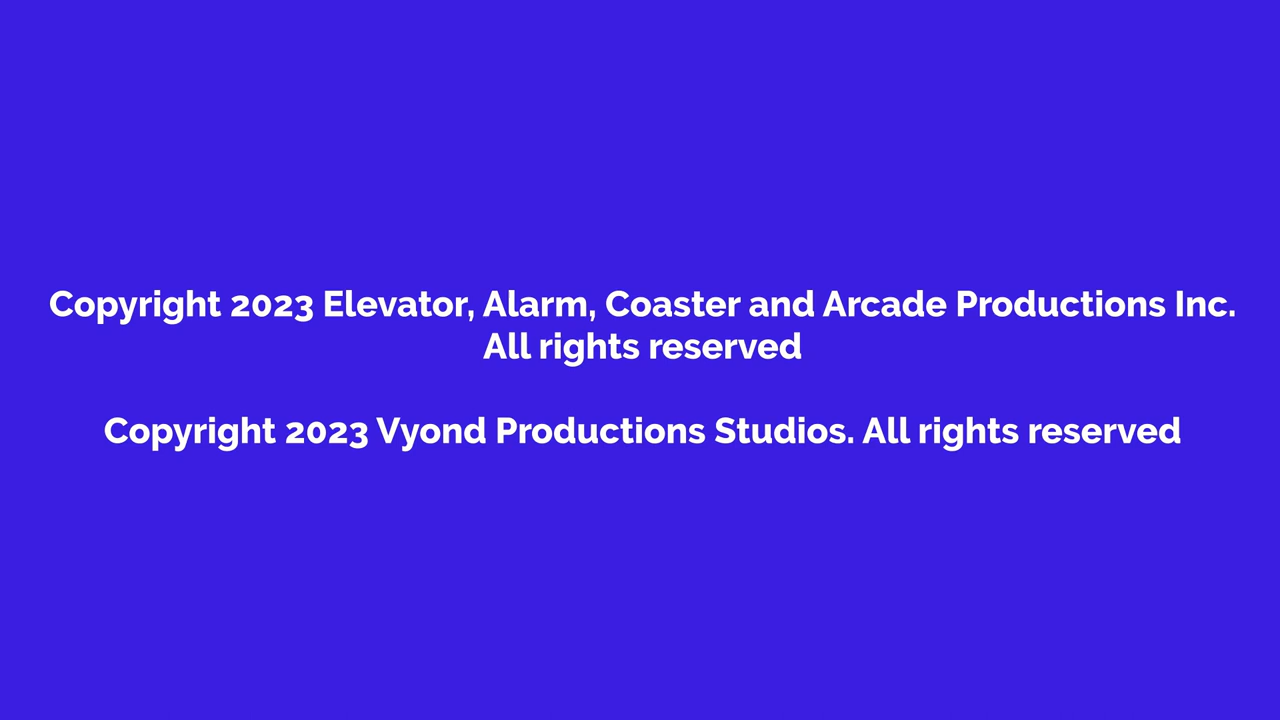 Copyright 2023 Elevator, Alarm, Coaster and Arcade Productions Inc.
All rights reserved
Copyright 2023 Vyond Productions Studios. All rights reserved